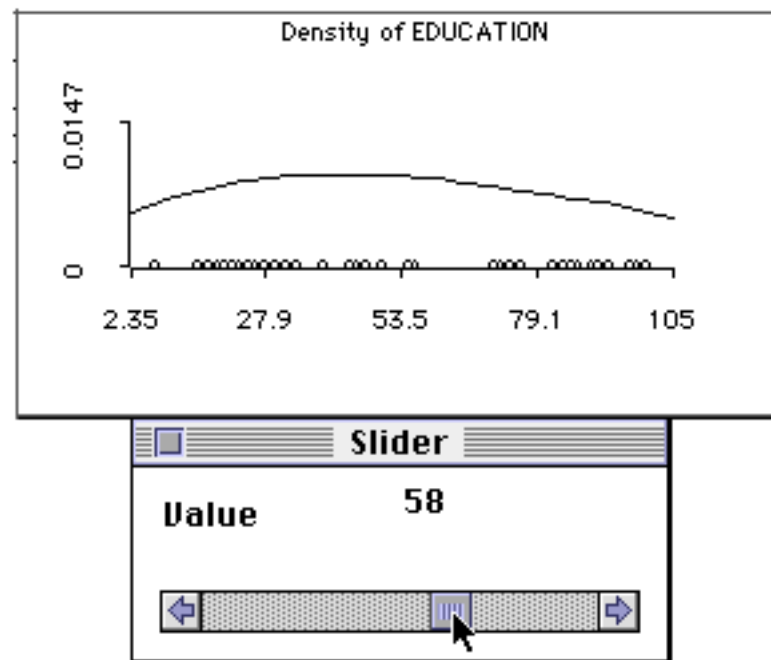 Density of EDUCATION
0.0147
0
2.35 27.9 53.5 79.1 105
Slider
Value 58